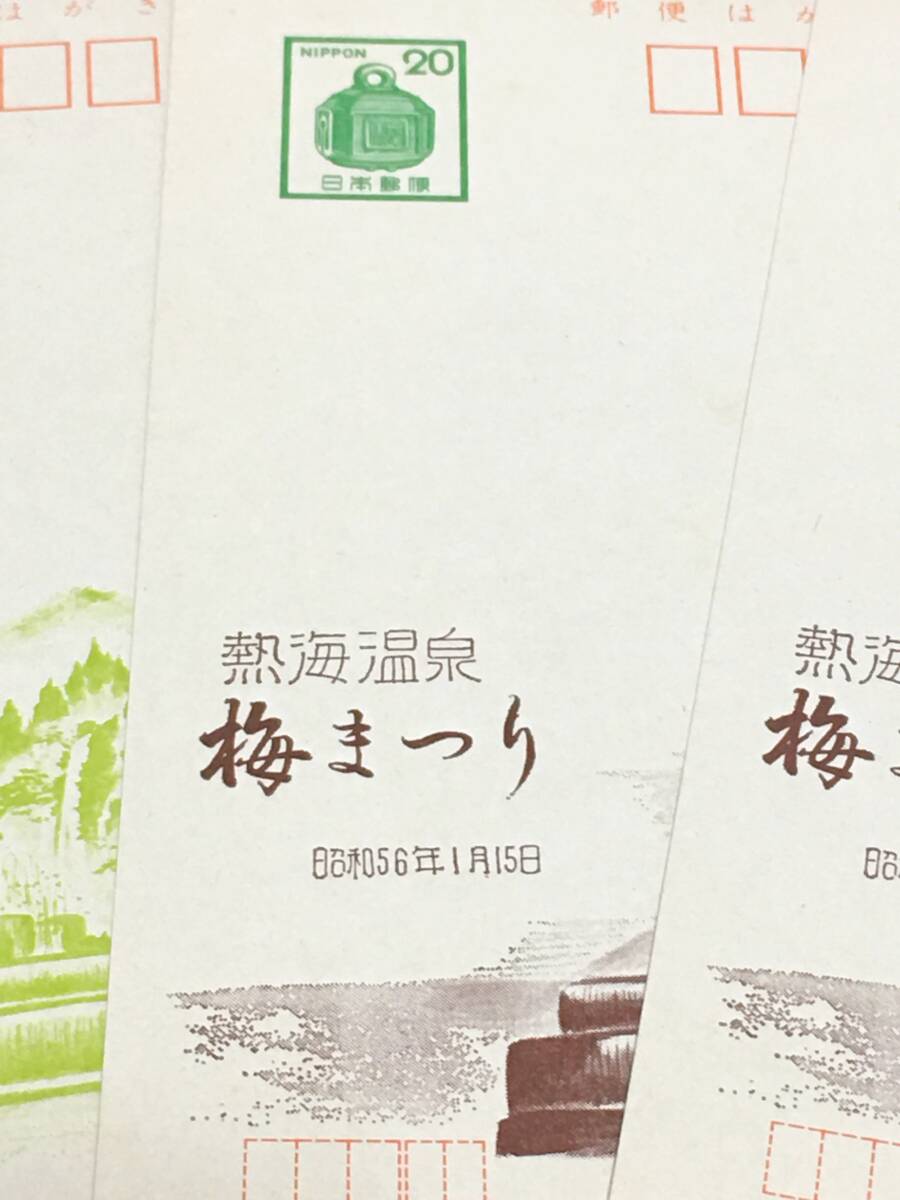 はがき
郵便はが
NIPPON 20
日本郵便
熱海温泉
梅まつり
昭和56年1月15日
熱海
梅
昭